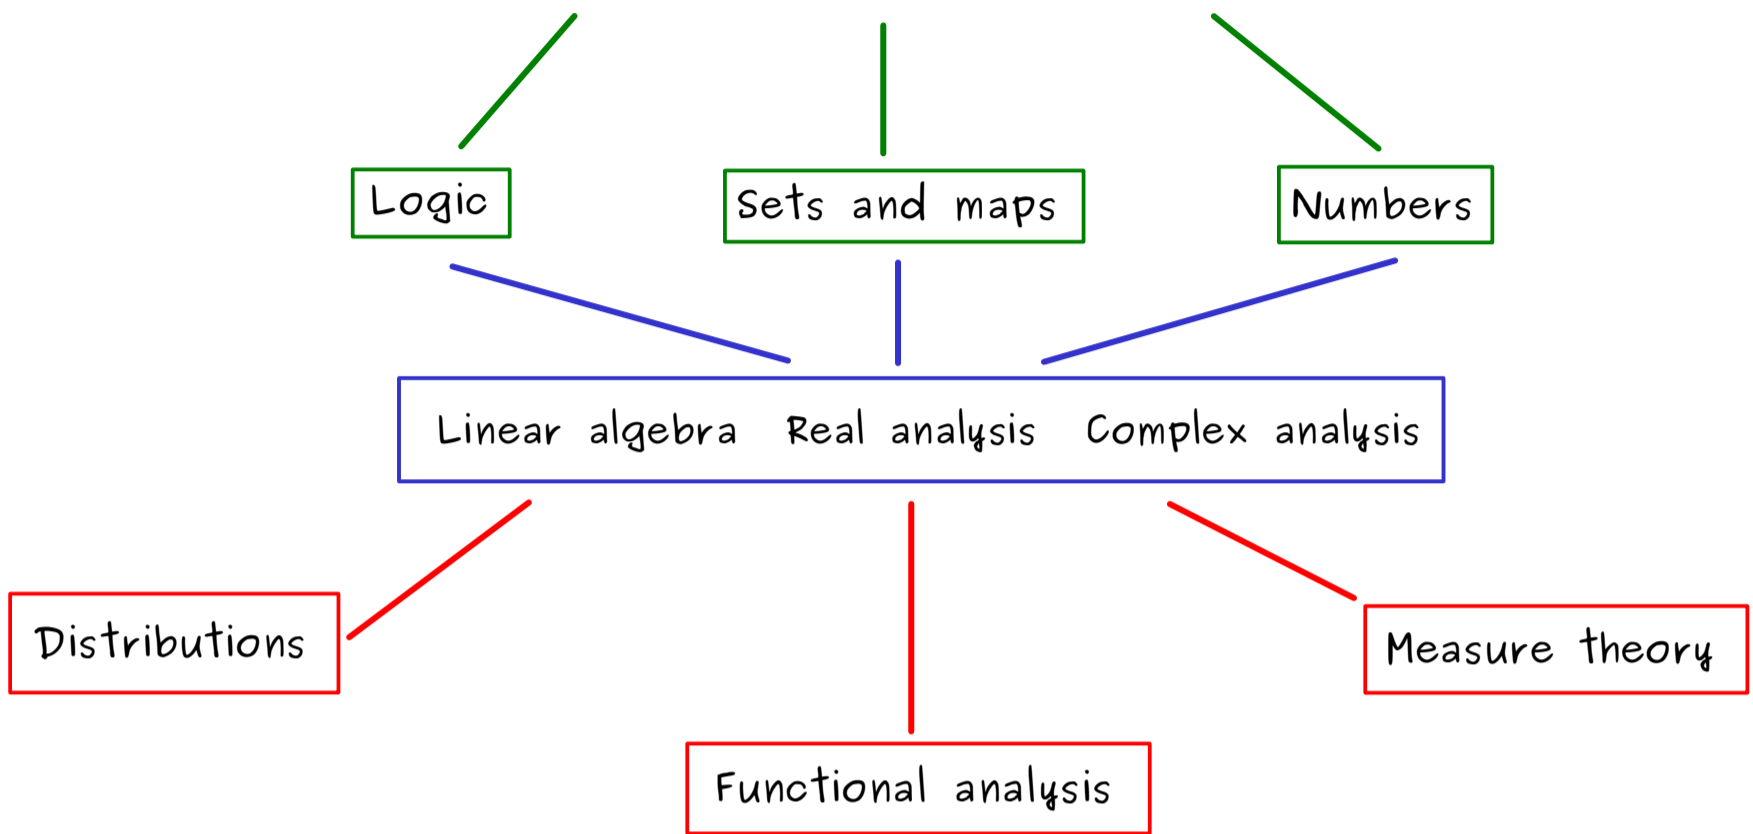 Logic
Sets and maps
Numbers
Linear algebra Real analysis Complex analysis
Distributions
Measure theory
Functional analysis